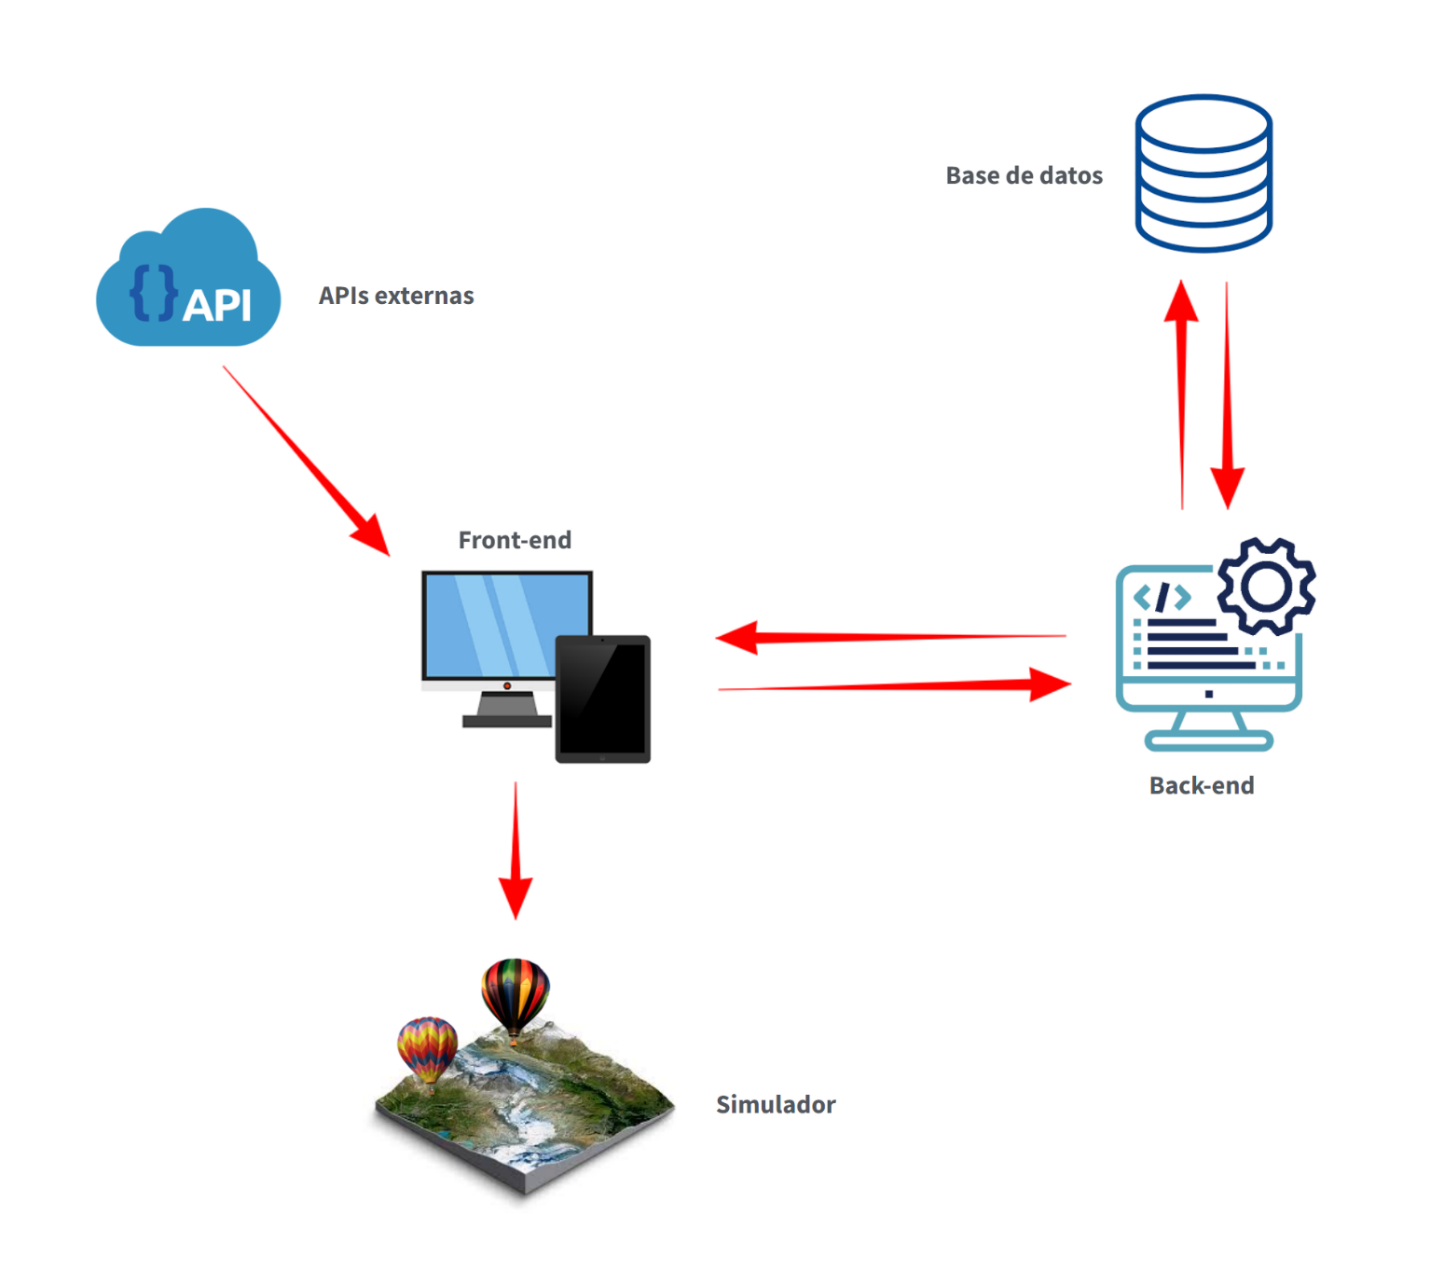 Base de datos
{} API
APIs externas
Front-end
</>
Back-end
Simulador